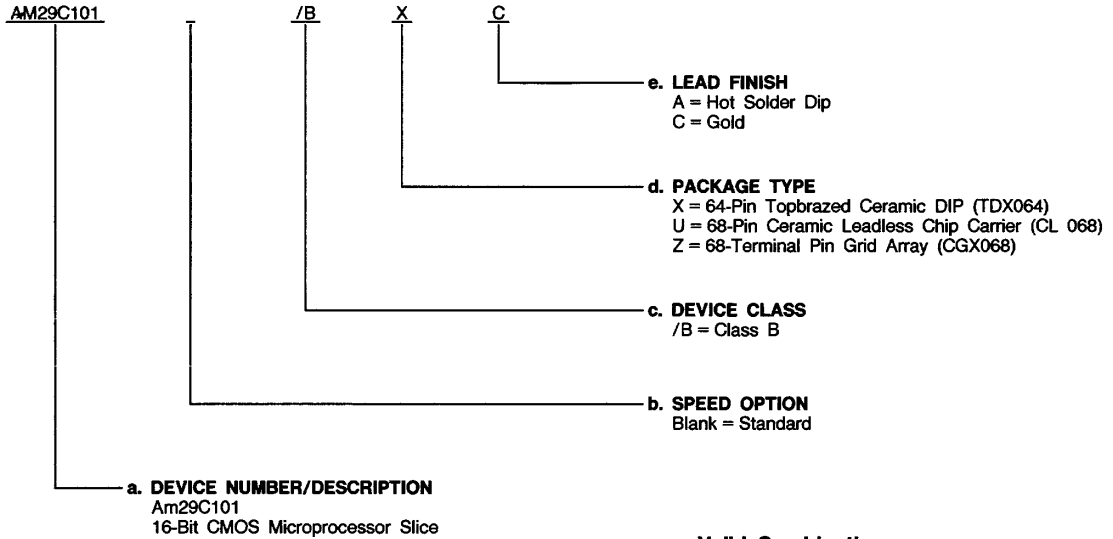 AM29C101 - /B X C
e. LEAD FINISH
A = Hot Solder Dip
C = Gold
d. PACKAGE TYPE
X = 64-Pin Topbrazed Ceramic DIP (TDX064)
U = 68-Pin Ceramic Leadless Chip Carrier (CL 068)
Z = 68-Terminal Pin Grid Array (CGX068)
c. DEVICE CLASS
/B = Class B
b. SPEED OPTION
Blank = Standard
a. DEVICE NUMBER/DESCRIPTION
Am29C101
16-Bit CMOS Microprocessor Slice